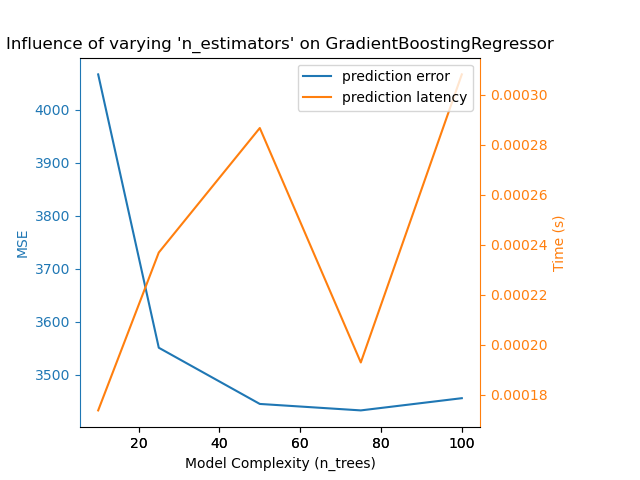 Influence of varying 'n_estimators' on GradientBoostingRegressor
prediction error
prediction latency
4000
3900
3800
3700
3600
3500
MSE
0.00030
0.00028
0.00026
0.00024
0.00022
0.00020
0.00018
Time (s)
20 40 60 80 100
Model Complexity (n_trees)